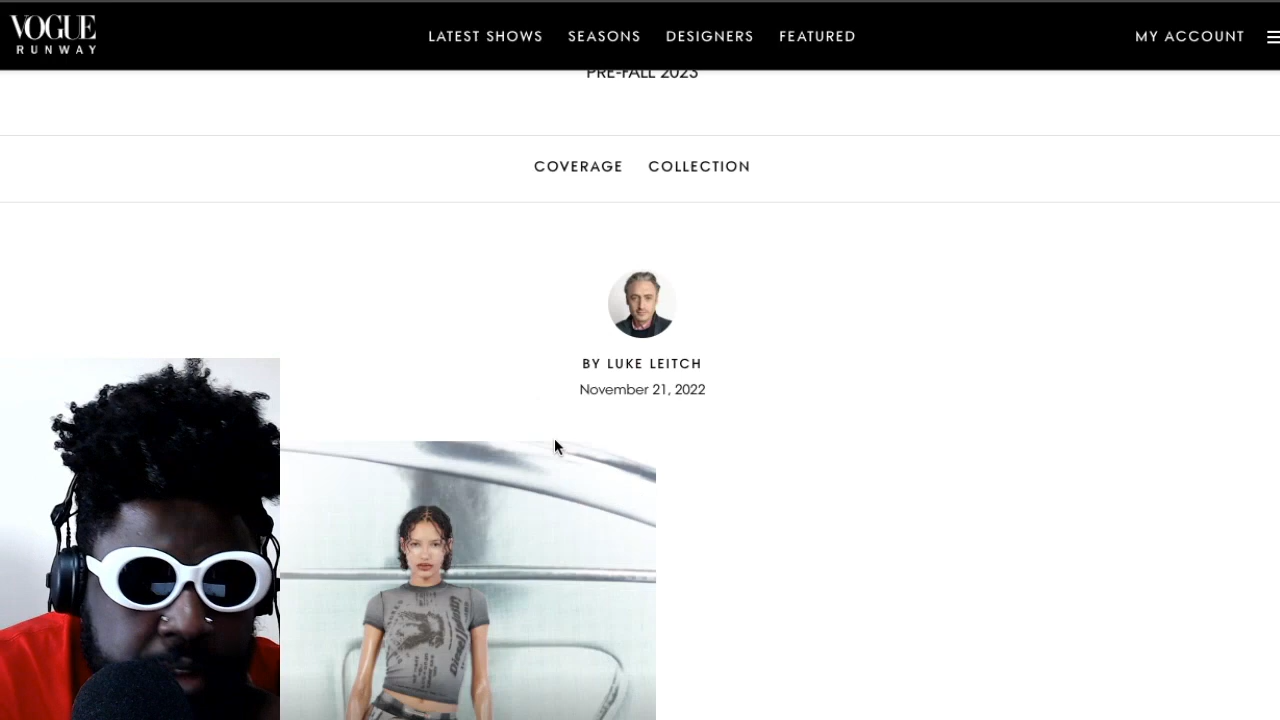 VOGUE
RUNWAY
LATEST SHOWS SEASONS DESIGNERS FEATURED
MY ACCOUNT
PRE-FALL 2023
COVERAGE COLLECTION
BY LUKE LEITCH
November 21, 2022